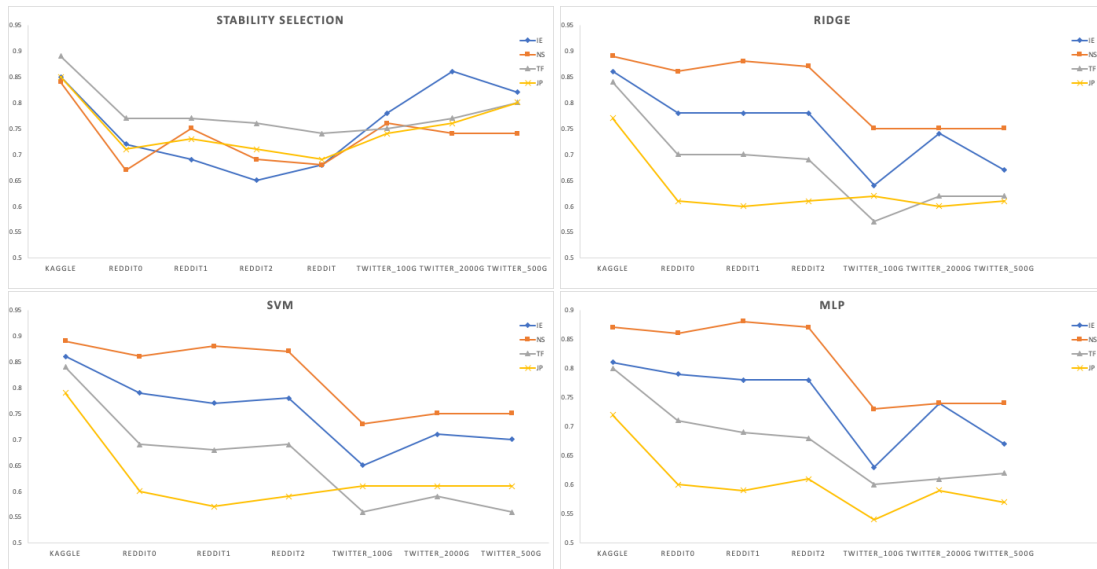 STABILITY SELECTION
0.95
0.9
0.85
0.8
0.75
0.7
0.65
0.6
0.55
0.5
KAGGLE REDDIT0 REDDIT1 REDDIT2 REDDIT TWITTER_100G TWITTER_2000G TWITTER_500G
IE
NS
TF
JP
RIDGE
0.95
0.9
0.85
0.8
0.75
0.7
0.65
0.6
0.55
0.5
KAGGLE REDDIT0 REDDIT1 REDDIT2 TWITTER_100G TWITTER_2000G TWITTER_500G
IE
NS
TF
JP
SVM
0.95
0.9
0.85
0.8
0.75
0.7
0.65
0.6
0.55
0.5
KAGGLE REDDIT0 REDDIT1 REDDIT2 TWITTER_100G TWITTER_2000G TWITTER_500G
IE
NS
TF
JP
MLP
0.9
0.85
0.8
0.75
0.7
0.65
0.6
0.55
0.5
KAGGLE REDDIT0 REDDIT1 REDDIT2 TWITTER_100G TWITTER_2000G TWITTER_500G
IE
NS
TF
JP